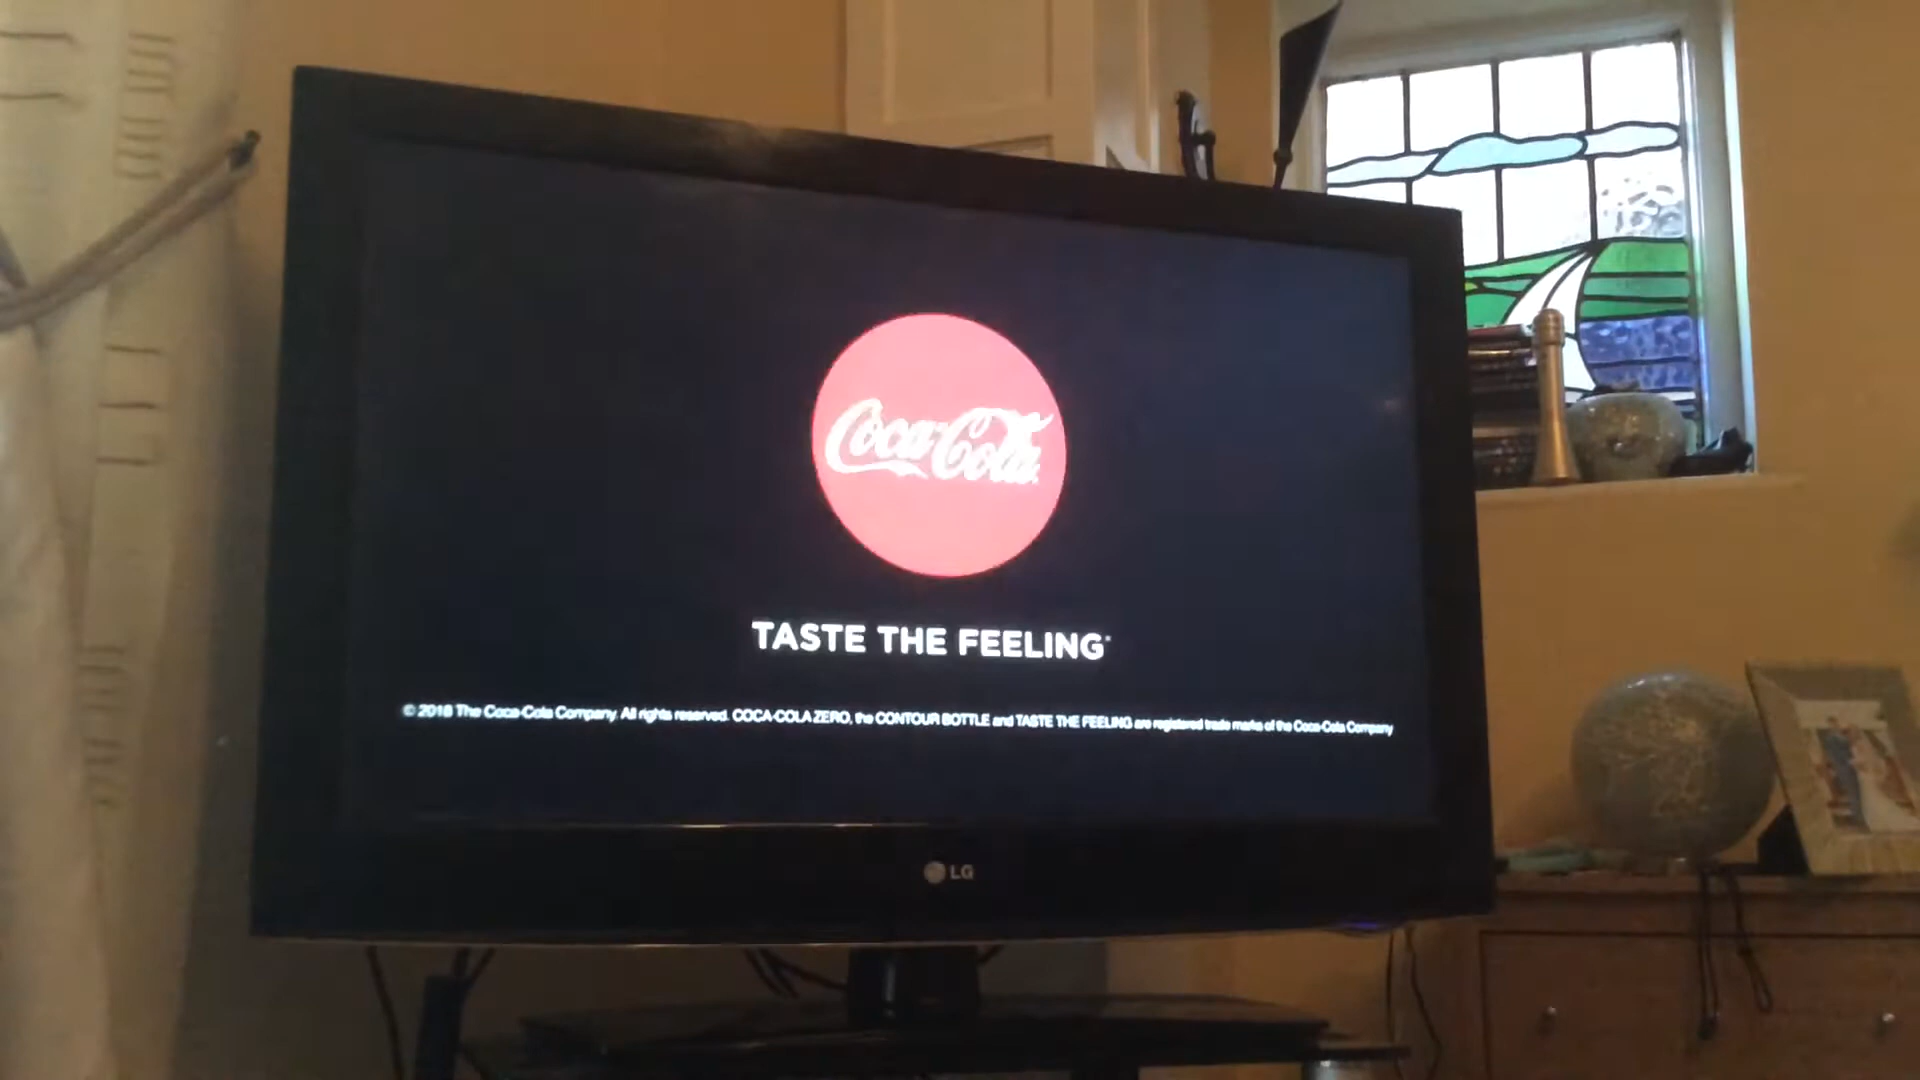 Coca-Cola
TASTE THE FEELING
© 2018 The Coca-Cola Company. All rights reserved. COCA-COLA ZERO, the CONTOUR BOTTLE and TASTE THE FEELING are registered trade marks of the Coca-Cola Company
LG